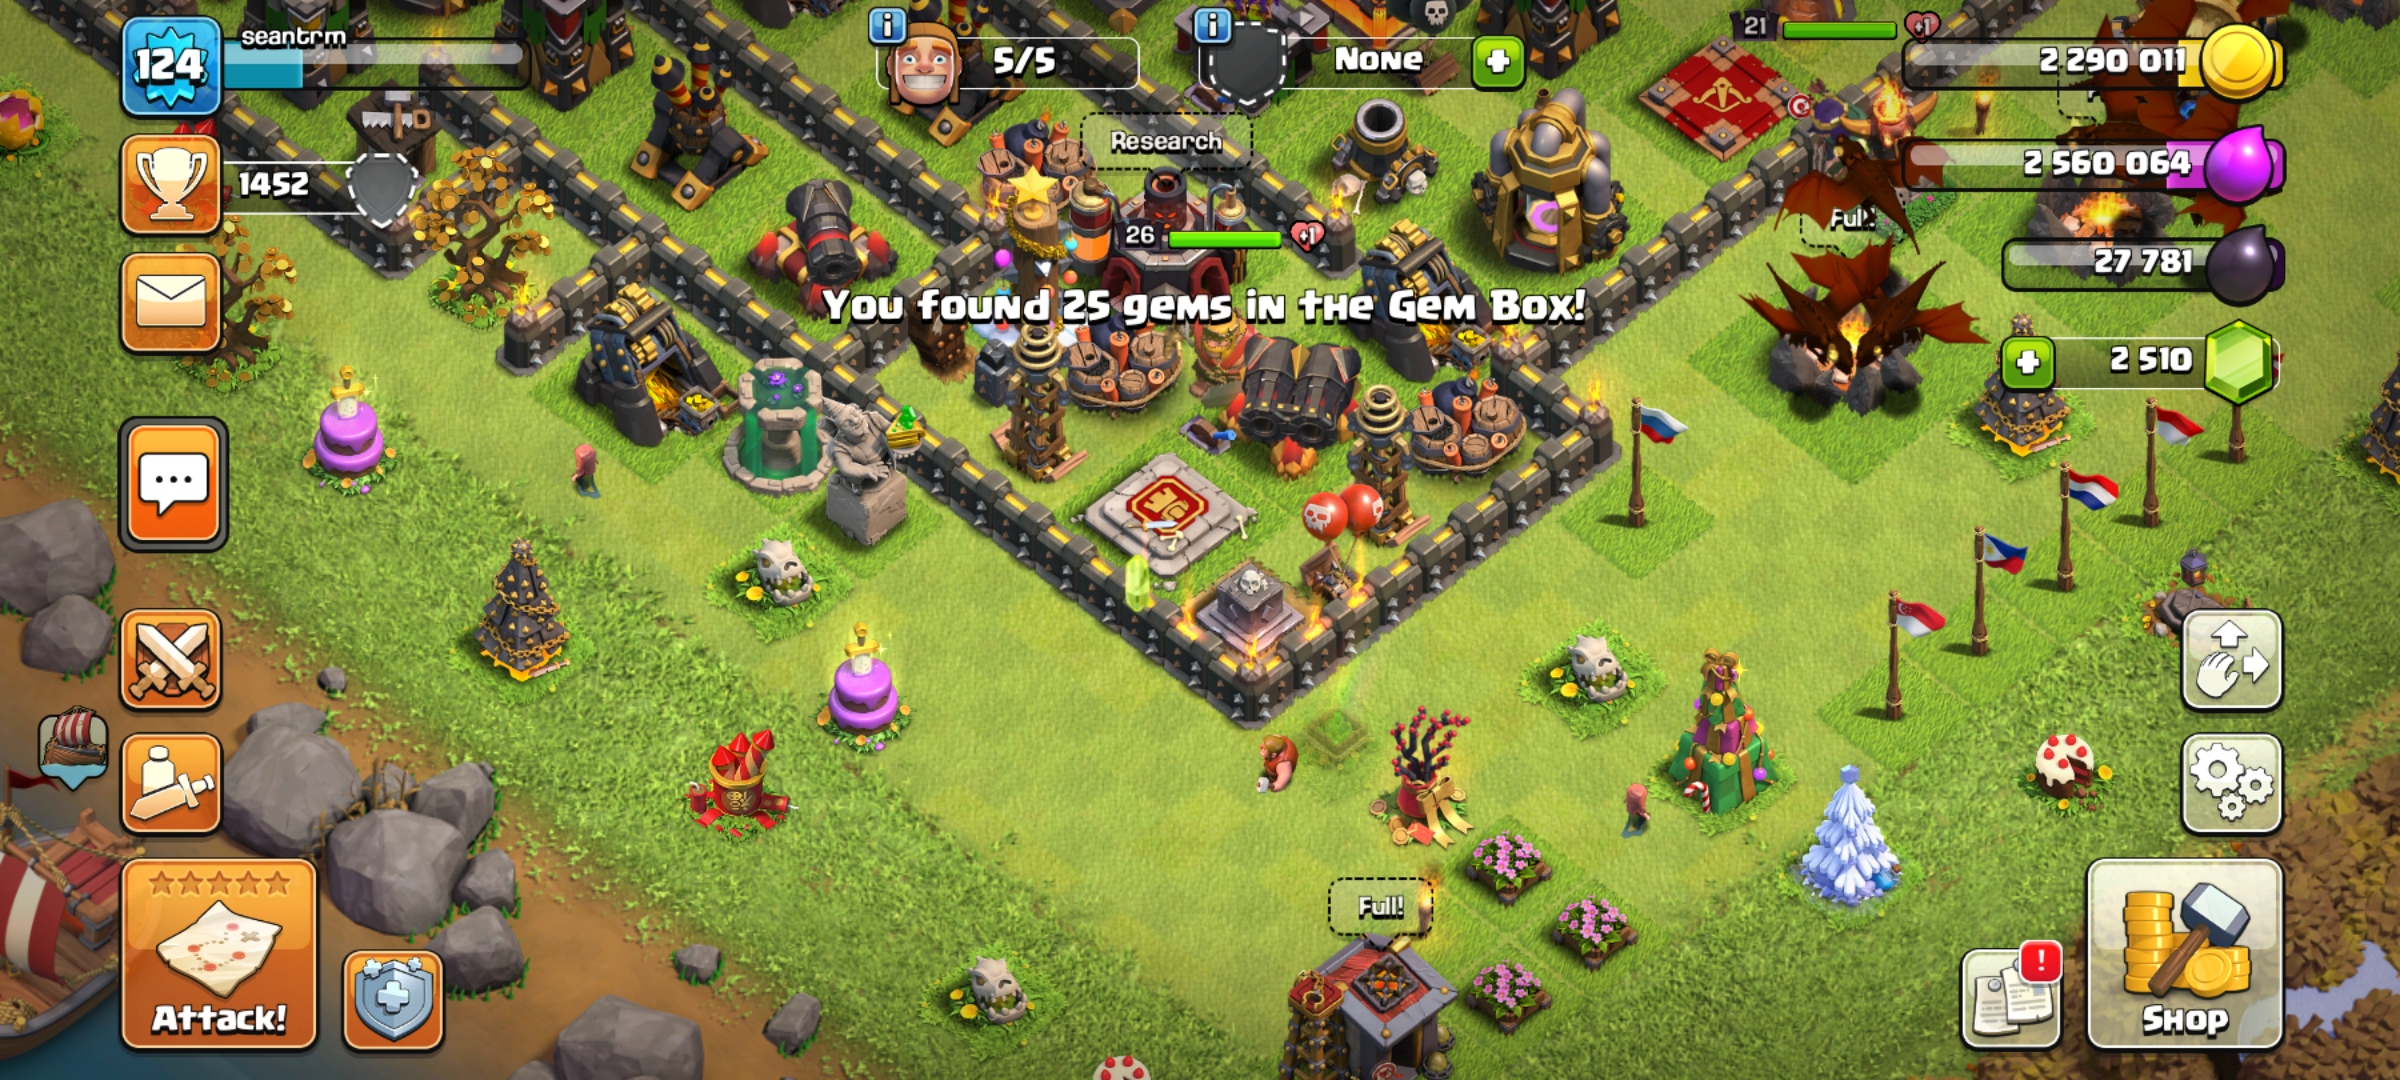 124
seantrm
5/5
None
21
2 290 011
Research
2 560 064
1452
Full!
26
27 781
You found 25 gems in the Gem Box!
2 510
Full!
Attack!
!
Shop